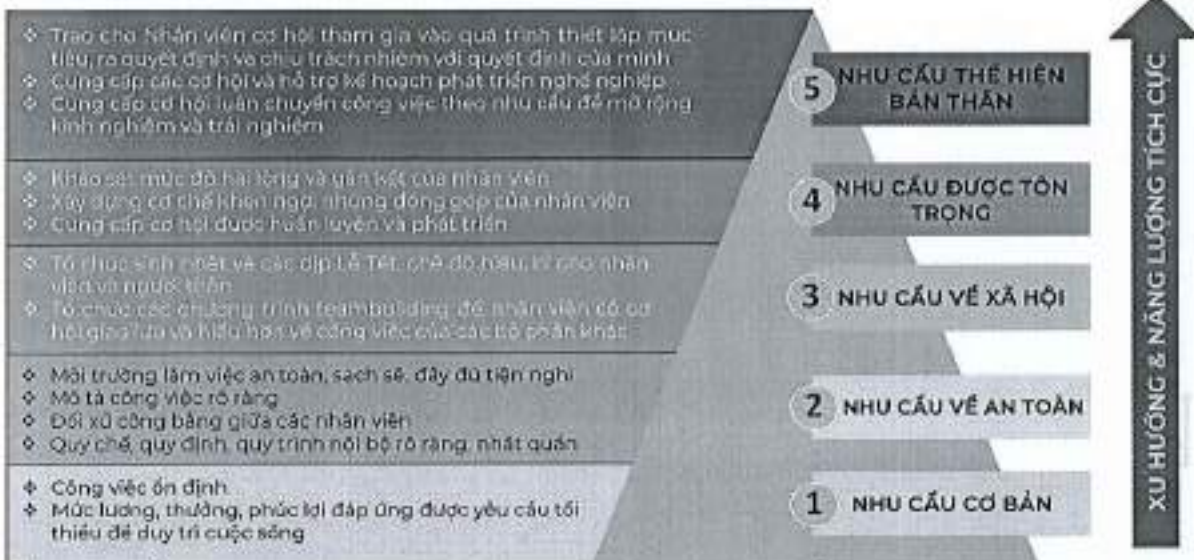 ❖ Trao cho Nhân viên cơ hội tham gia vào quá trình thiết lập mục
tiêu, ra quyết định và chịu trách nhiệm với quyết định của mình
❖ Cung cấp các cơ hội và hỗ trợ kế hoạch phát triển nghề nghiệp
❖ Cung cấp cơ hội luân chuyển công việc theo nhu cầu để mở rộng
kinh nghiệm và trải nghiệm
5 NHU CẦU THỂ HIỆN
BẢN THÂN
❖ Khảo sát mức độ hài lòng và gắn kết của nhân viên
❖ Xây dựng cơ chế khen ngợi những đóng góp của nhân viên
❖ Cung cấp cơ hội được huấn luyện và phát triển
4 NHU CẦU ĐƯỢC TÔN
TRỌNG
❖ Tổ chức sinh nhật và các dịp Lễ Tết, chế độ hiếu, hỉ cho nhân
viên và người thân
❖ Tổ chức các chương trình teambuilding để nhân viên có cơ
hội giao lưu và hiểu hơn về công việc của các bộ phận khác
3 NHU CẦU VỀ XÃ HỘI
❖ Môi trường làm việc an toàn, sạch sẽ, đầy đủ tiện nghi
❖ Mô tả công việc rõ ràng
❖ Đối xử công bằng giữa các nhân viên
❖ Quy chế, quy định, quy trình nội bộ rõ ràng, nhất quán
2 NHU CẦU VỀ AN TOÀN
❖ Công việc ổn định
❖ Mức lương, thưởng, phúc lợi đáp ứng được yêu cầu tối
thiểu để duy trì cuộc sống
1 NHU CẦU CƠ BẢN
XU HƯỚNG & NĂNG LƯỢNG TÍCH CỰC